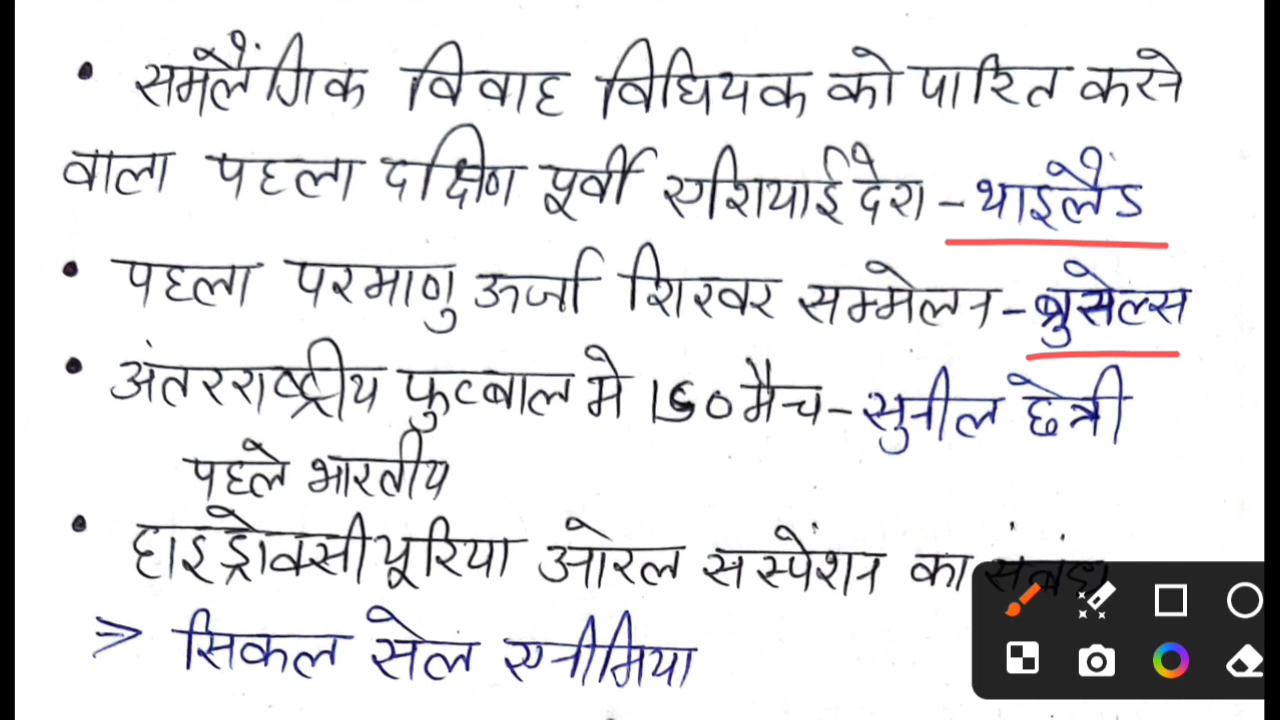 • समलैंगिक विवाह विधियक को पारित करने
वाला पहला दक्षिण पूर्वी एशियाई देश - थाइलैंड
• पहला परमाणु ऊर्जा शिखर सम्मेलन - ब्रुसेल्स
• अंतरराष्ट्रीय फुटबाल मे 150 मैच - सुनील छेत्री
पहले भारतीय
• हाइड्रोक्सीयूरिया ओरल सस्पेंशन का संबंध
⇒ सिकल सेल एनीमिया